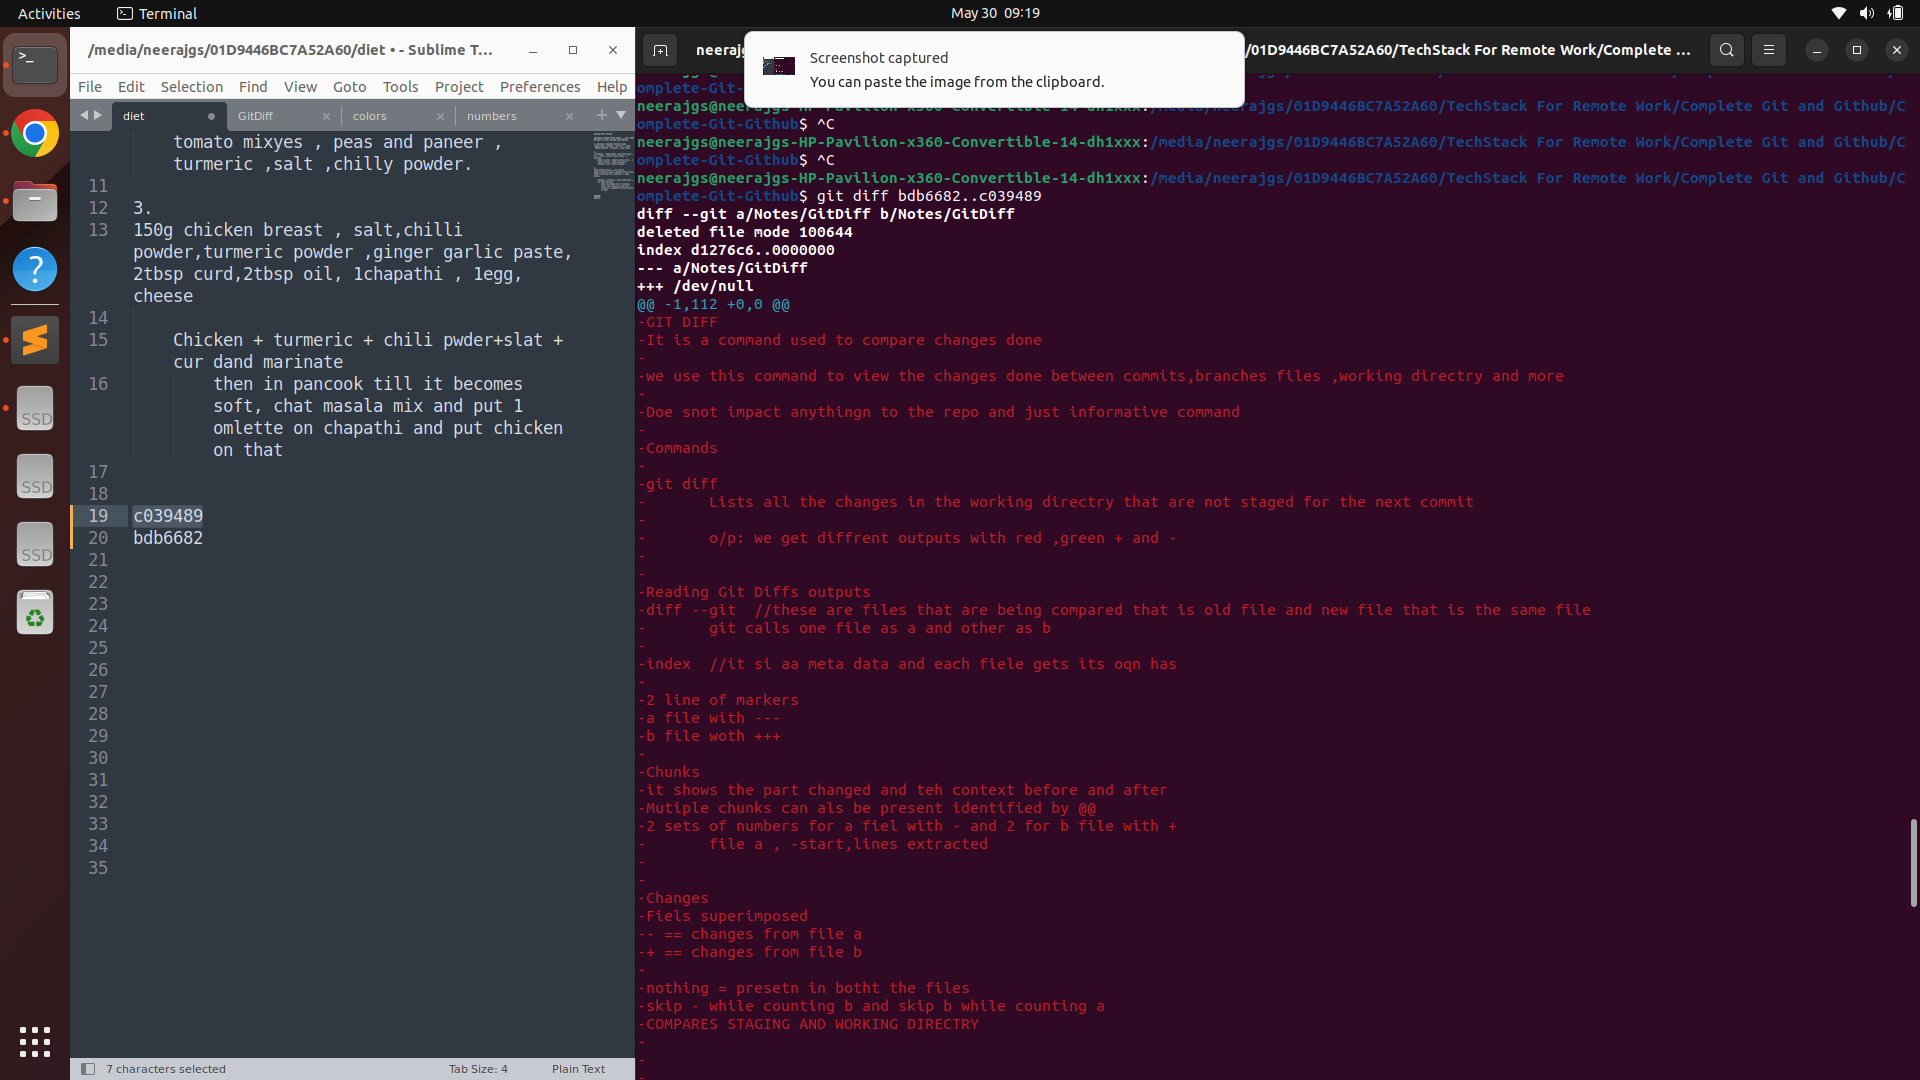 Activities
Terminal
May 30 09:19
/media/neerajgs/01D9446BC7A52A60/diet • - Sublime T...
File Edit Selection Find View Goto Tools Project Preferences Help
diet GitDiff colors numbers
tomato mixyes , peas and paneer ,
turmeric ,salt ,chilly powder.
11
12 3.
13 150g chicken breast , salt,chilli
powder,turmeric powder ,ginger garlic paste,
2tbsp curd,2tbsp oil, 1chapathi , 1egg,
cheese
14
15 Chicken + turmeric + chili pwder+slat +
cur dand marinate
16 then in pancook till it becomes
soft, chat masala mix and put 1
omlette on chapathi and put chicken
on that
17
18
19 c039489
20 bdb6682
21
22
23
24
25
26
27
28
29
30
31
32
33
34
35
7 characters selected Tab Size: 4 Plain Text
SSD
SSD
SSD
neerajg
/01D9446BC7A52A60/TechStack For Remote Work/Complete ...
Screenshot captured
You can paste the image from the clipboard.
omplete-Git-
neerajgs@neerajgs-HP-Pavilion-x360-Convertible-14-dh1xxx:/media/neerajgs/01D9446BC7A52A60/TechStack For Remote Work/Complete Git and Github/C
omplete-Git-Github$ ^C
neerajgs@neerajgs-HP-Pavilion-x360-Convertible-14-dh1xxx:/media/neerajgs/01D9446BC7A52A60/TechStack For Remote Work/Complete Git and Github/C
omplete-Git-Github$ ^C
neerajgs@neerajgs-HP-Pavilion-x360-Convertible-14-dh1xxx:/media/neerajgs/01D9446BC7A52A60/TechStack For Remote Work/Complete Git and Github/C
omplete-Git-Github$ git diff bdb6682..c039489
diff --git a/Notes/GitDiff b/Notes/GitDiff
deleted file mode 100644
index d1276c6..0000000
--- a/Notes/GitDiff
+++ /dev/null
@@ -1,112 +0,0 @@
-GIT DIFF
-It is a command used to compare changes done
-
-we use this command to view the changes done between commits,branches files ,working directry and more
-
-Doe snot impact anythingn to the repo and just informative command
-
-Commands
-
-git diff
- Lists all the changes in the working directry that are not staged for the next commit
-
- o/p: we get diffrent outputs with red ,green + and -
-
-
-Reading Git Diffs outputs
-diff --git //these are files that are being compared that is old file and new file that is the same file
- git calls one file as a and other as b
-
-index //it si aa meta data and each fiele gets its oqn has
-
-2 line of markers
-a file with ---
-b file woth +++
-
-Chunks
-it shows the part changed and teh context before and after
-Mutiple chunks can als be present identified by @@
-2 sets of numbers for a fiel with - and 2 for b file with +
- file a , -start,lines extracted
-
-
-Changes
-Fiels superimposed
-- == changes from file a
-+ == changes from file b
-
-nothing = presetn in botht the files
-skip - while counting b and skip b while counting a
-COMPARES STAGING AND WORKING DIRECTRY
-
-
-